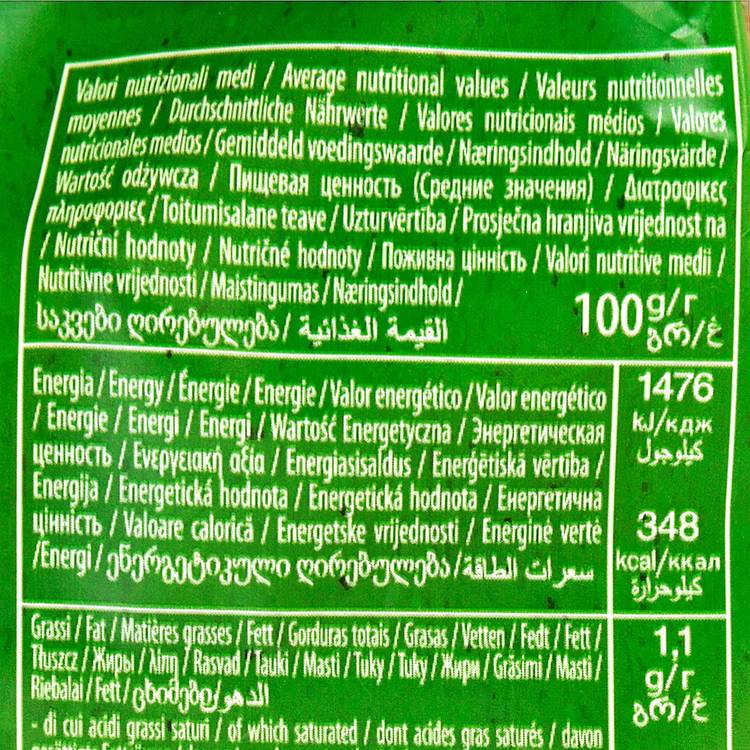 Valori nutrizionali medi / Average nutritional values / Valeurs nutritionnelles
moyennes / Durchschnittliche Nährwerte / Valores nutricionais médios / Valores
nutricionales medios / Gemiddeld voedingswaarde / Næringsindhold / Näringsvärde /
Wartość odżywcza / Пищевая ценность (Средние значения) / Διατροφικες
πληροφοριες / Toitumisalane teave / Uzturvērtība / Prosječna hranjiva vrijednost na
/ Nutriční hodnoty / Nutričné hodnoty / Поживна цінність / Valori nutritive medii /
Nutritivne vrijednosti / Maistingumas / Næringsindhold /
საკვები ღირებულება / القيمة الغذائية
100 g/г
გრ/غ
Energia / Energy / Énergie / Energie / Valor energético / Valor energético
/ Energie / Energi / Energi / Wartość Energetyczna / Энергетическая
ценность / Ενεργειακή αξία / Energiasisaldus / Enerģētiskā vērtība /
Energija / Energetická hodnota / Energetická hodnota / Енергетична
цінність / Valoare calorică / Energetske vrijednosti / Energinė vertė
/Energi / ენერგეტიკული ღირებულება / سعرات الطاقة
1476
kJ/кДж
كيلوجول
348
kcal/ккал
كيلوحرارة
Grassi / Fat / Matières grasses / Fett / Gorduras totais / Grasas / Vetten / Fedt / Fett /
Tłuszcz / Жиры / Λίπη / Rasvad / Tauki / Masti / Tuky / Tuky / Жири / Grăsimi / Masti /
Riebalai / Fett / ცხიმები / الدهو
1,1
g/г
გრ/غ
- di cui acidi grassi saturi / of which saturated / dont acides gras saturés / davon